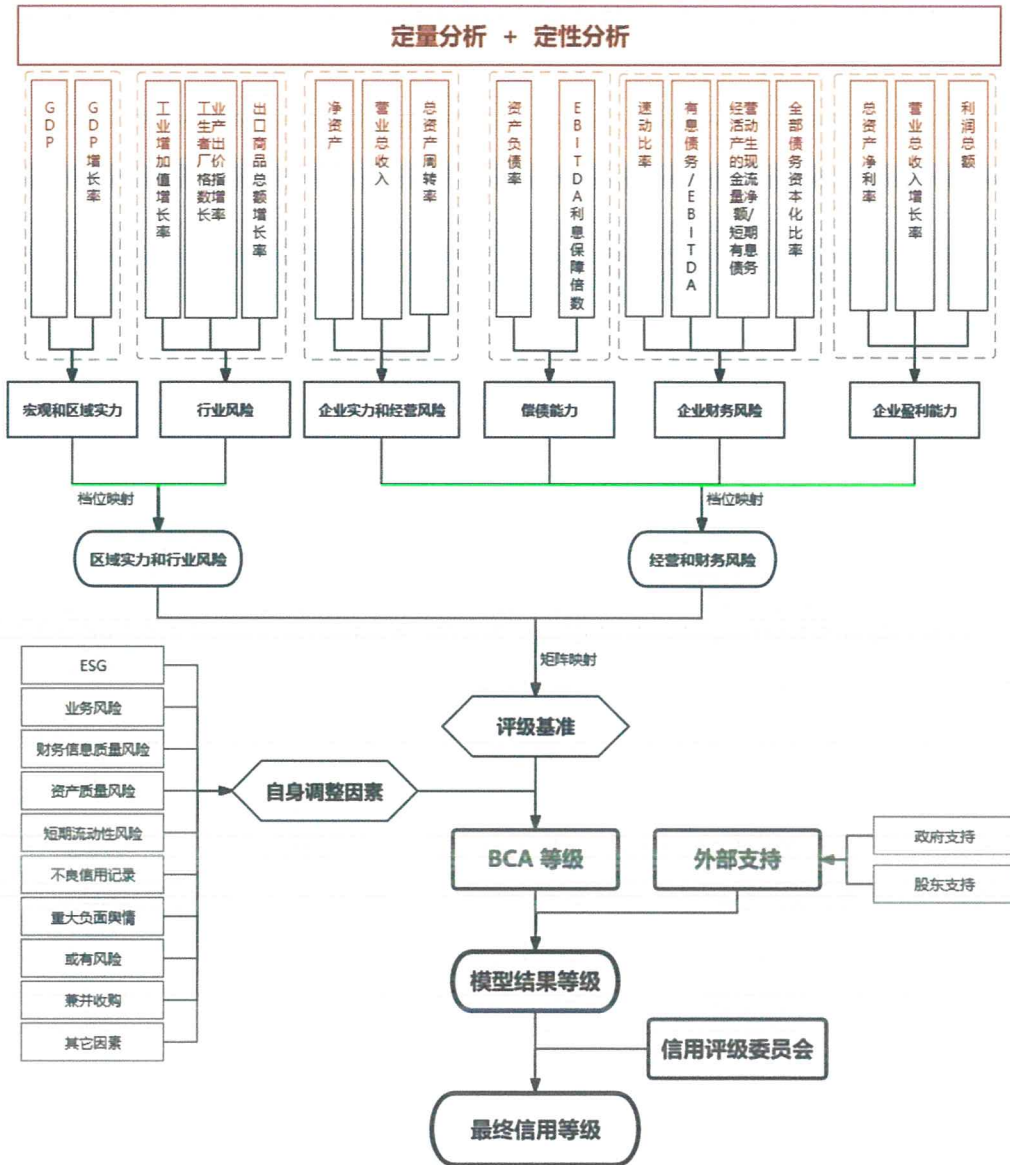 定量分析 + 定性分析
GDP
GDP增长率
工业增加值增长率
工业生产者出厂价格指数增长率
出口商品总额增长率
净资产
营业总收入
总资产周转率
资产负债率
EBITDA利息保障倍数
速动比率
有息债务/EBITDA
经营活动产生的现金流量净额/短期有息债务
全部债务资本化比率
总资产净利率
营业总收入增长率
利润总额
宏观和区域实力
行业风险
企业实力和经营风险
偿债能力
企业财务风险
企业盈利能力
档位映射
档位映射
区域实力和行业风险
经营和财务风险
矩阵映射
评级基准
ESG
业务风险
财务信息质量风险
资产质量风险
短期流动性风险
不良信用记录
重大负面舆情
或有风险
兼并收购
其它因素
自身调整因素
BCA 等级
外部支持
政府支持
股东支持
模型结果等级
信用评级委员会
最终信用等级